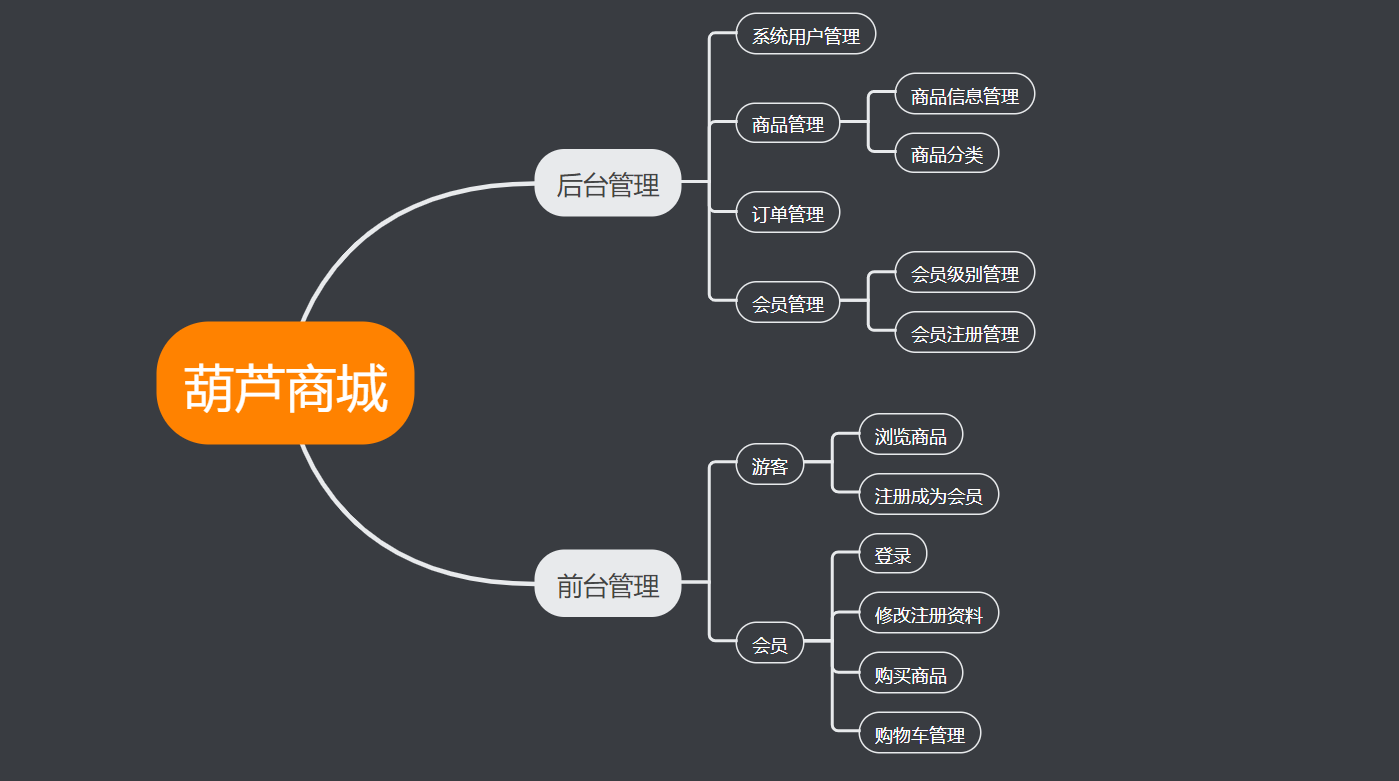 葫芦商城
后台管理
系统用户管理
商品管理
商品信息管理
商品分类
订单管理
会员管理
会员级别管理
会员注册管理
前台管理
游客
浏览商品
注册成为会员
会员
登录
修改注册资料
购买商品
购物车管理